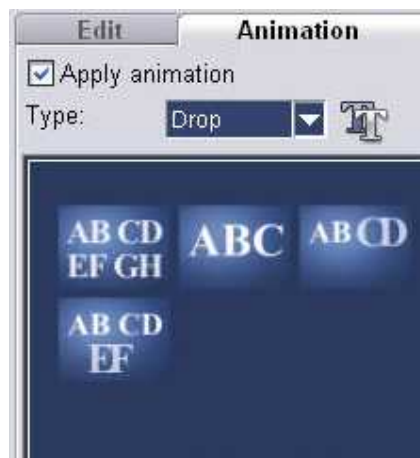 Edit Animation
Apply animation
Type: Drop
AB CD ABC AB CD
EF GH
AB CD
EF